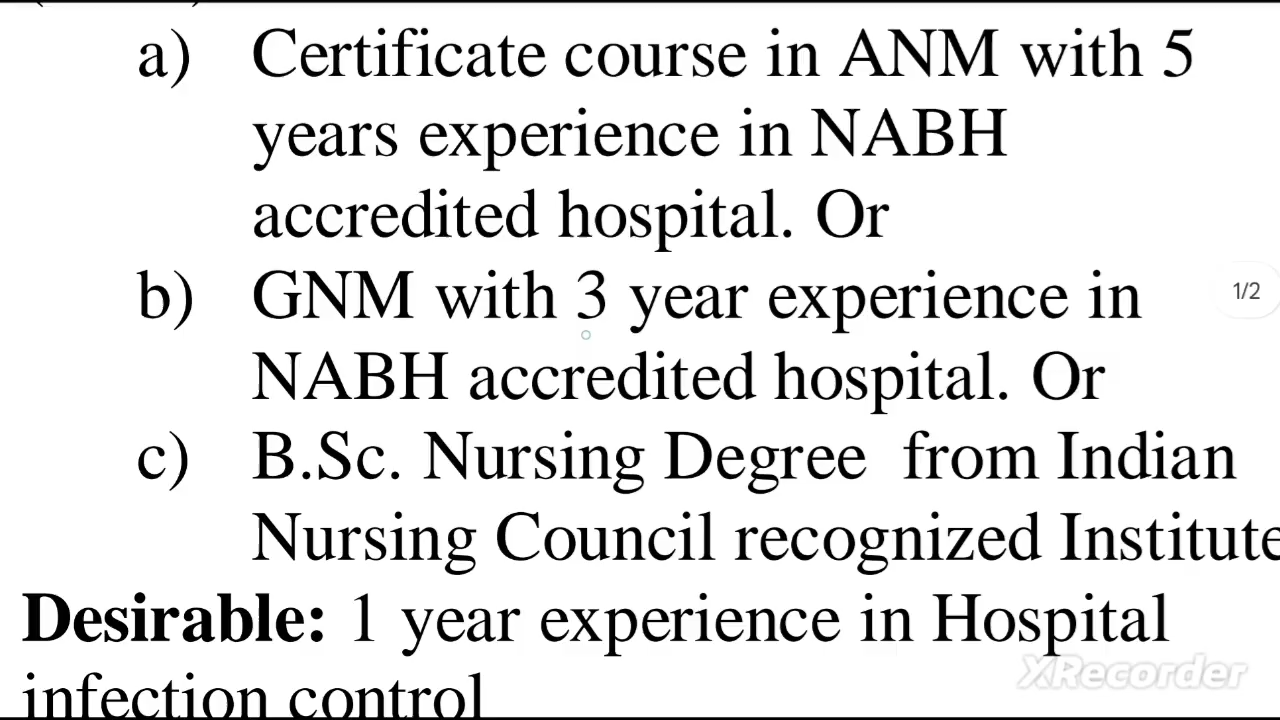 a) Certificate course in ANM with 5
years experience in NABH
accredited hospital. Or
b) GNM with 3 year experience in
1/2
NABH accredited hospital. Or
c) B.Sc. Nursing Degree from Indian
Nursing Council recognized Institute
Desirable: 1 year experience in Hospital
XRecorder
infection control